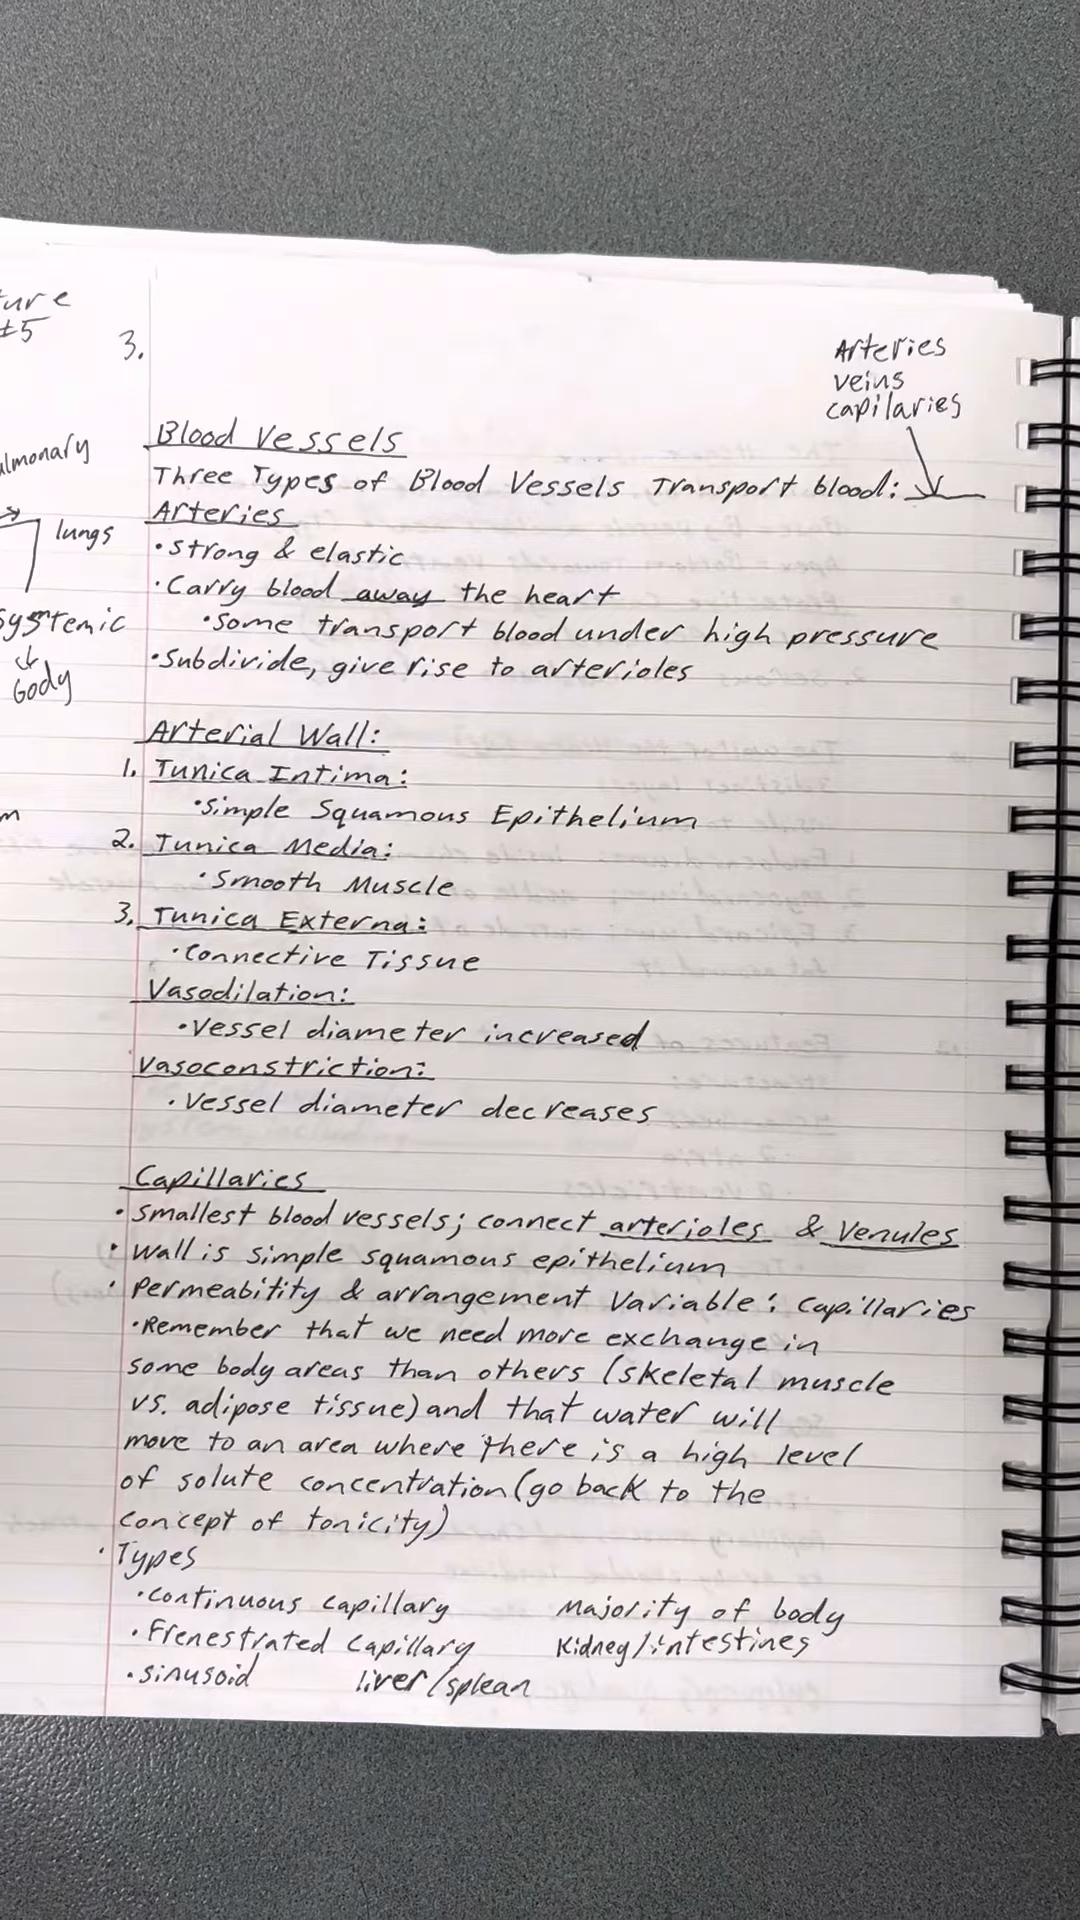 ture
#5
3.
Arteries
veins
capilaries
Blood Vessels
Three Types of Blood Vessels Transport blood:
Arteries
•Strong & elastic
•Carry blood away the heart
•Some transport blood under high pressure
•Subdivide, give rise to arterioles
lmonary
lungs
Systemic
body
Arterial Wall:
1. Tunica Intima:
•Simple Squamous Epithelium
m
2. Tunica Media:
•Smooth Muscle
3. Tunica Externa:
•Connective Tissue
Vasodilation:
•Vessel diameter increased
Vasoconstriction:
•Vessel diameter decreases
Capillaries
•Smallest blood vessels; connect arterioles & Venules
•Wall is simple squamous epithelium
•Permeabitity & arrangement Variable: Capillaries
•Remember that we need more exchange in
some body areas than others (skeletal muscle
vs. adipose tissue) and that water will
move to an area where there is a high level
of solute concentration (go back to the
concept of tonicity)
•Types
•Continuous Capillary Majority of body
•Frenestrated Capillary Kidney/intestines
•Sinusoid liver/splean